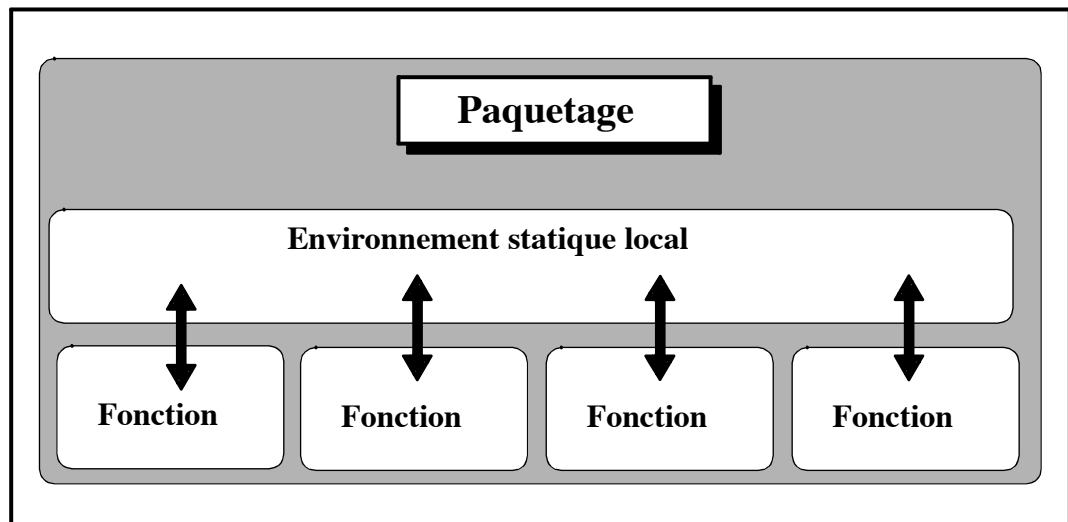 Paquetage
Environnement statique local
Fonction
Fonction
Fonction
Fonction